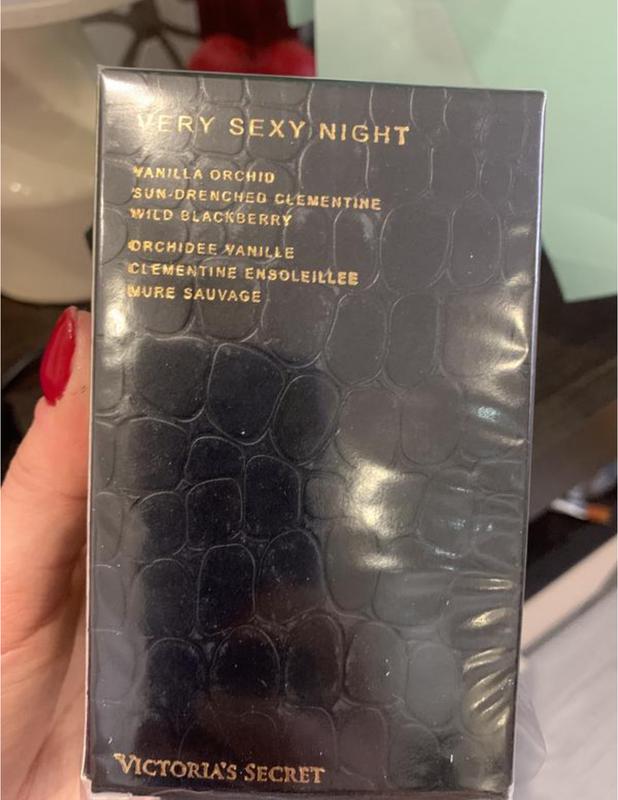 VERY SEXY NIGHT
VANILLA ORCHID
SUN-DRENCHED CLEMENTINE
WILD BLACKBERRY
ORCHIDEE VANILLE
CLEMENTINE ENSOLEILLEE
MURE SAUVAGE
VICTORIA'S SECRET